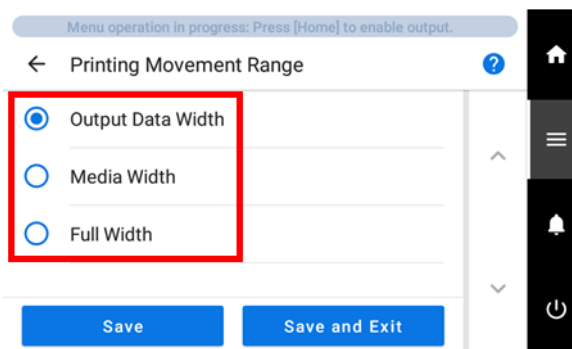 Menu operation in progress: Press [Home] to enable output.
Printing Movement Range
?
Output Data Width
Media Width
Full Width
Save
Save and Exit